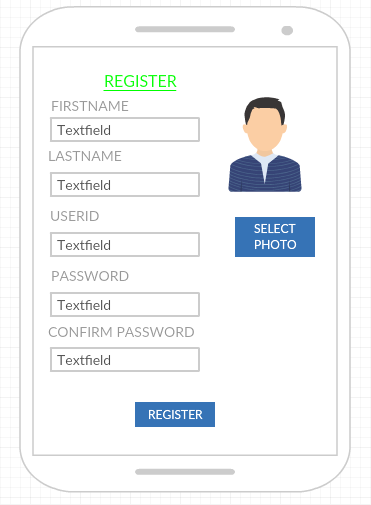 REGISTER
FIRSTNAME
Textfield
LASTNAME
Textfield
USERID
Textfield
PASSWORD
Textfield
CONFIRM PASSWORD
Textfield
SELECT
PHOTO
REGISTER